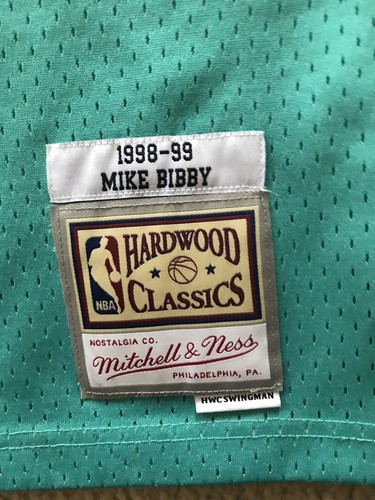 1998-99
MIKE BIBBY
HARDWOOD
CLASSICS
NBA
NOSTALGIA CO.
Mitchell & Ness
PHILADELPHIA, PA.
HWCSWINGMAN